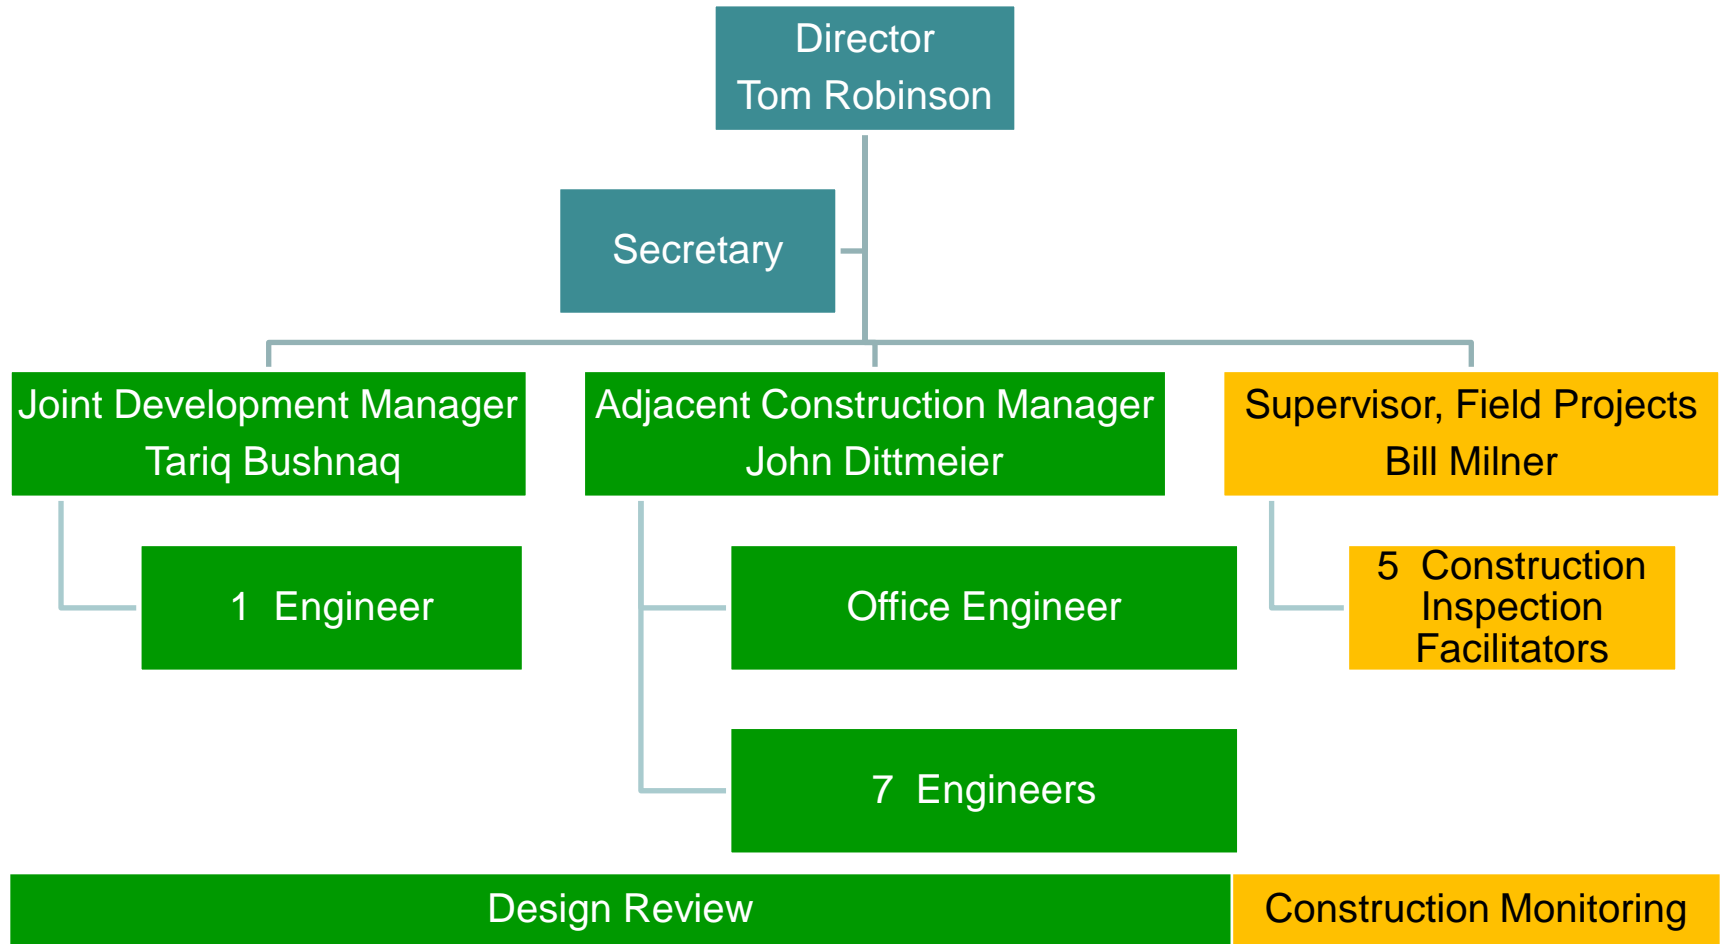 Director
Tom Robinson
Secretary
Joint Development Manager
Tariq Bushnaq
Adjacent Construction Manager
John Dittmeier
Supervisor, Field Projects
Bill Milner
1 Engineer
Office Engineer
5 Construction
Inspection
Facilitators
7 Engineers
Design Review
Construction Monitoring